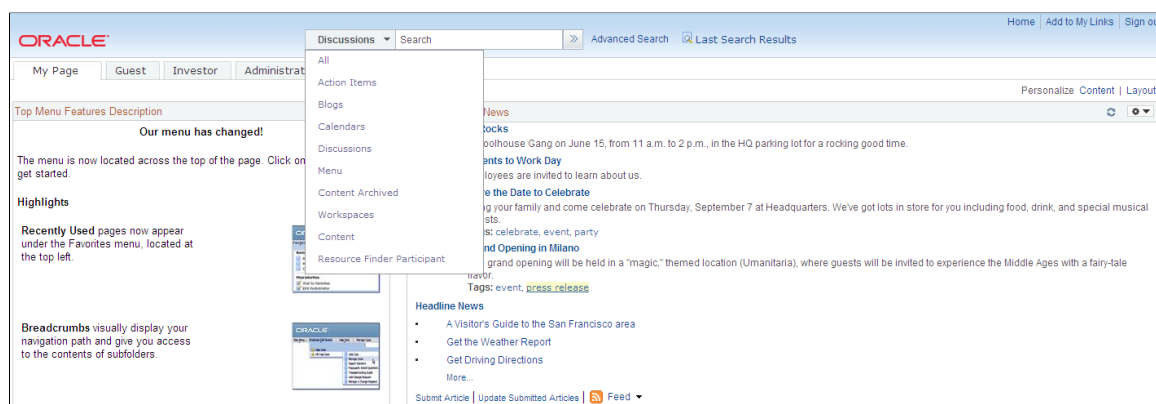 Home | Add to My Links | Sign ou
ORACLE
Discussions Search Advanced Search Last Search Results
My Page Guest Investor Administrat
All
Action Items
Blogs
Calendars
Discussions
Menu
Content Archived
Workspaces
Content
Resource Finder Participant
Personalize Content | Layout
Top Menu Features Description
Our menu has changed!
The menu is now located across the top of the page. Click on
get started.
Highlights
Recently Used pages now appear
under the Favorites menu, located at
the top left.
Breadcrumbs visually display your
navigation path and give you access
to the contents of subfolders.
ORACLE
News
ocks
oolhouse Gang on June 15, from 11 a.m. to 2 p.m., in the HQ parking lot for a rocking good time.
ents to Work Day
ployees are invited to learn about us.
e the Date to Celebrate
g your family and come celebrate on Thursday, September 7 at Headquarters. We've got lots in store for you including food, drink, and special musical
sts.
s: celebrate, event, party
nd Opening in Milano
grand opening will be held in a "magic," themed location (Umanitaria), where guests will be invited to experience the Middle Ages with a fairy-tale
flavor.
Tags: event, press release
Headline News
A Visitor's Guide to the San Francisco area
Get the Weather Report
Get Driving Directions
More...
Submit Article | Update Submitted Articles | Feed